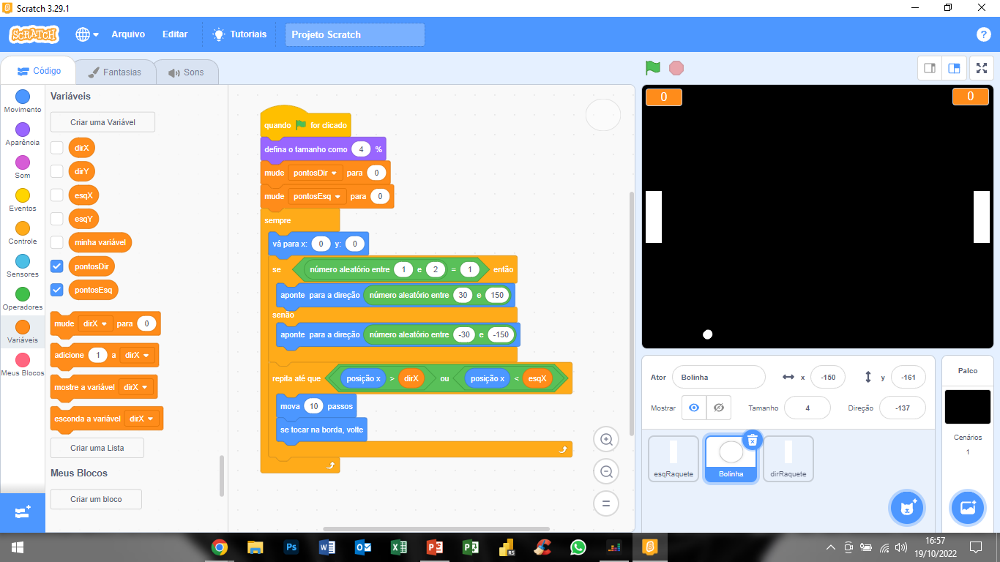 Scratch 3.29.1
SCRATCH
Arquivo
Editar
Tutoriais
Projeto Scratch
?
Código
Fantasias
Sons
Movimento
Aparência
Som
Eventos
Controle
Sensores
Operadores
Variáveis
Meus Blocos
Variáveis
Criar uma Variável
dirX
dirY
esqX
esqY
minha variável
pontosDir
pontosEsq
mude dirX para 0
adicione 1 a dirX
mostre a variável dirX
esconda a variável dirX
Criar uma Lista
Meus Blocos
Criar um bloco
quando for clicado
defina o tamanho como 4 %
mude pontosDir para 0
mude pontosEsq para 0
sempre
vá para x: 0 y: 0
se número aleatório entre 1 e 2 = 1 então
aponte para a direção número aleatório entre 30 e 150
senão
aponte para a direção número aleatório entre -30 e -150
repita até que posição x > dirX ou posição x < esqX
mova 10 passos
se tocar na borda, volte
0
0
Ator Bolinha x -150 y -161
Mostrar Tamanho 4 Direção -137
esqRaquete
Bolinha
dirRaquete
Palco
Cenários
1
Ps
RS
16:57
19/10/2022